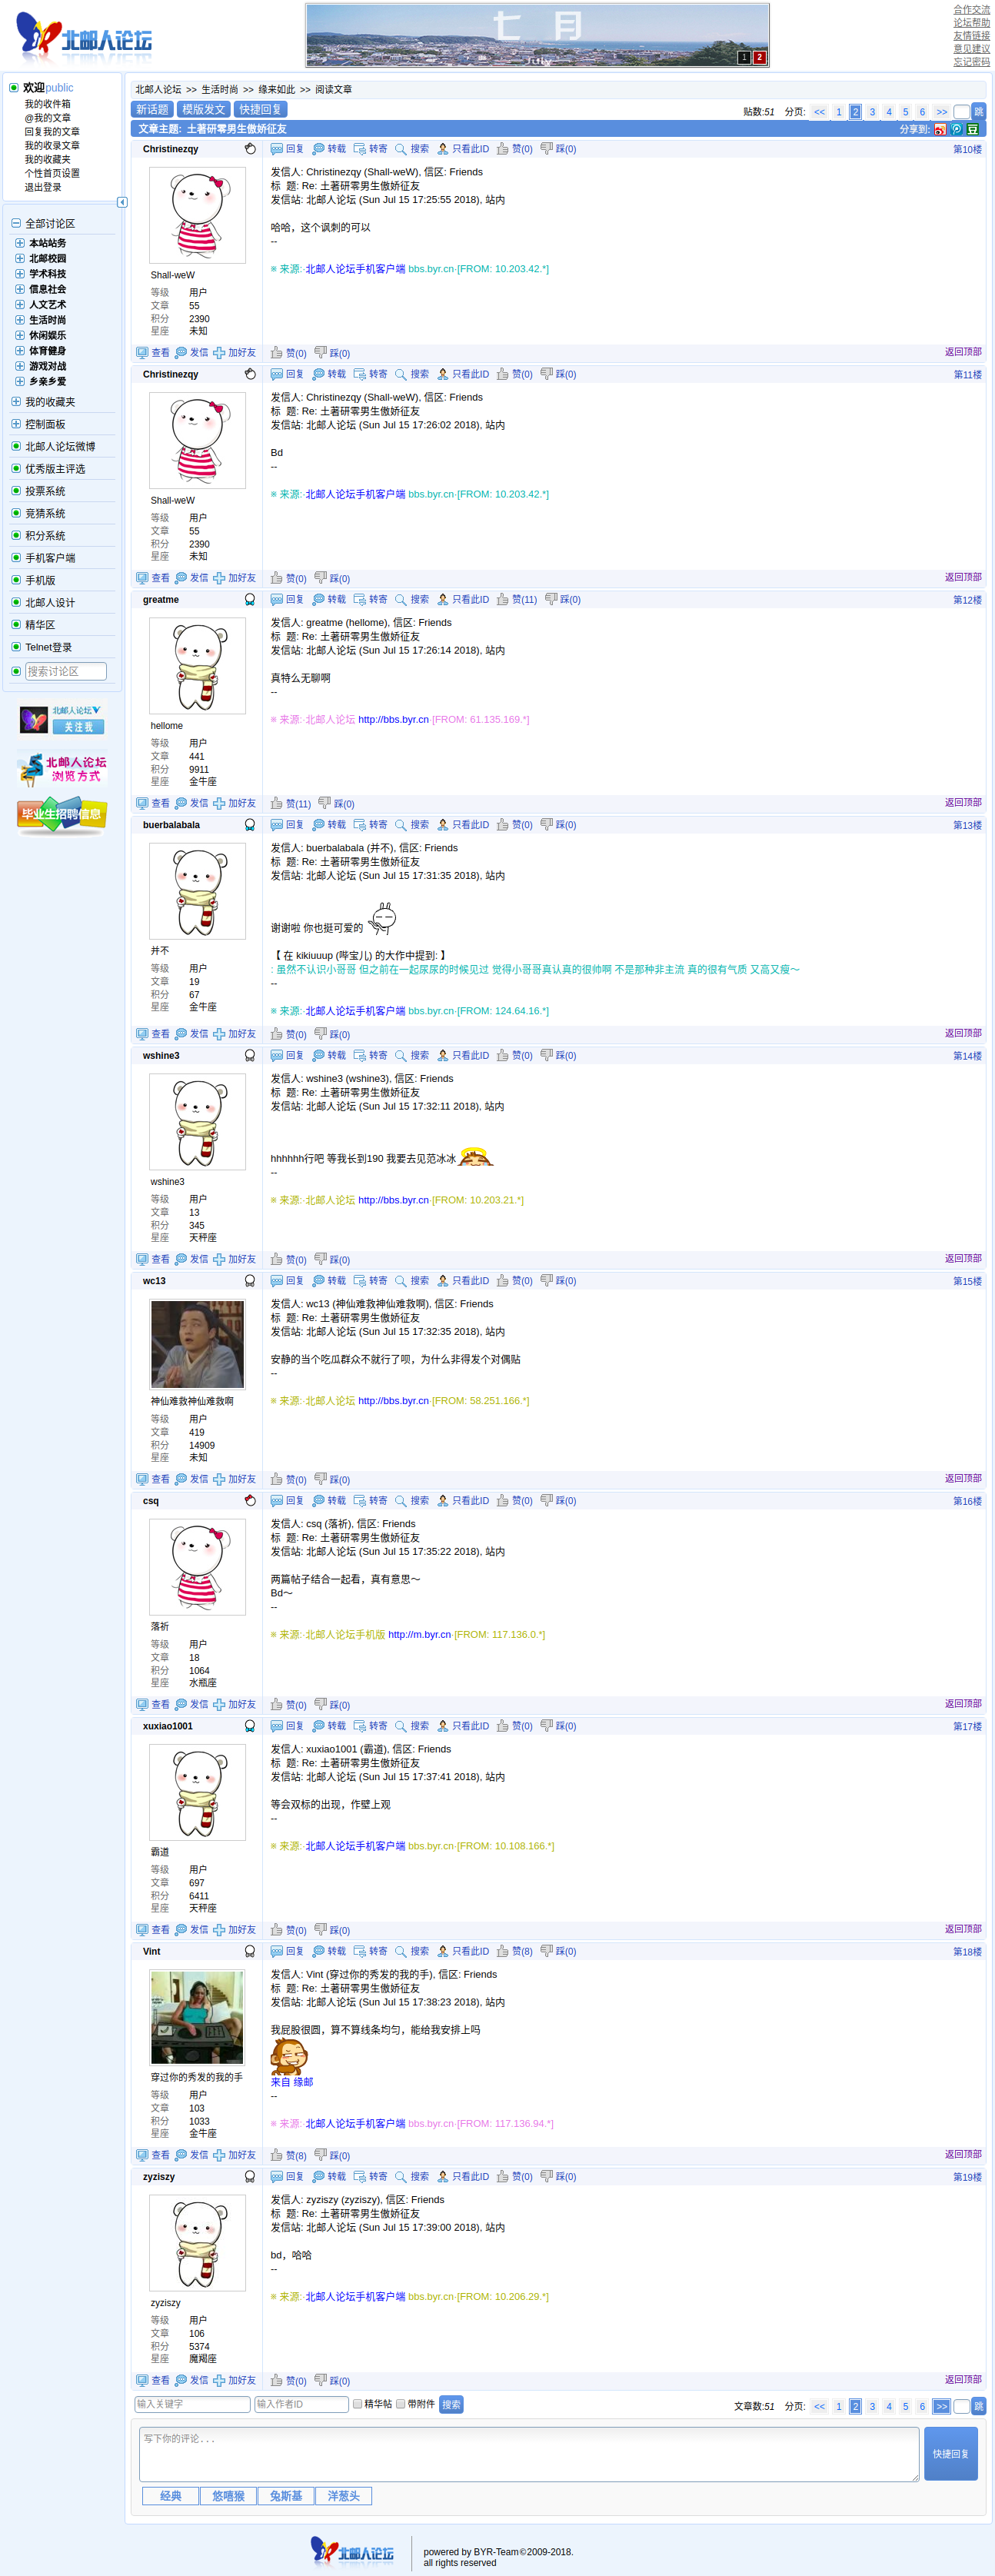 北邮人论坛
七 月
1 2
合作交流
论坛帮助
友情链接
意见建议
忘记密码
欢迎public
我的收件箱
@我的文章
回复我的文章
我的收录文章
我的收藏夹
个性首页设置
退出登录
全部讨论区
本站站务
北邮校园
学术科技
信息社会
人文艺术
生活时尚
休闲娱乐
体育健身
游戏对战
乡亲乡爱
我的收藏夹
控制面板
北邮人论坛微博
优秀版主评选
投票系统
竞猜系统
积分系统
手机客户端
手机版
北邮人设计
精华区
Telnet登录
搜索讨论区
北邮人论坛
关注我
北邮人论坛
浏览方式
毕业生招聘信息
北邮人论坛 >> 生活时尚 >> 缘来如此 >> 阅读文章
新话题 模版发文 快捷回复
贴数:51 分页: << 1 2 3 4 5 6 >> 跳
文章主题: 土著研零男生傲娇征友
分享到:
Christinezqy
回复 转载 转寄 搜索 只看此ID 赞(0) 踩(0) 第10楼
Shall-weW
等级 用户
文章 55
积分 2390
星座 未知
发信人: Christinezqy (Shall-weW), 信区: Friends
标 题: Re: 土著研零男生傲娇征友
发信站: 北邮人论坛 (Sun Jul 15 17:25:55 2018), 站内
哈哈，这个讽刺的可以
--
※ 来源:·北邮人论坛手机客户端 bbs.byr.cn·[FROM: 10.203.42.*]
查看 发信 加好友 赞(0) 踩(0) 返回顶部
Christinezqy
回复 转载 转寄 搜索 只看此ID 赞(0) 踩(0) 第11楼
Shall-weW
等级 用户
文章 55
积分 2390
星座 未知
发信人: Christinezqy (Shall-weW), 信区: Friends
标 题: Re: 土著研零男生傲娇征友
发信站: 北邮人论坛 (Sun Jul 15 17:26:02 2018), 站内
Bd
--
※ 来源:·北邮人论坛手机客户端 bbs.byr.cn·[FROM: 10.203.42.*]
查看 发信 加好友 赞(0) 踩(0) 返回顶部
greatme
回复 转载 转寄 搜索 只看此ID 赞(11) 踩(0) 第12楼
hellome
等级 用户
文章 441
积分 9911
星座 金牛座
发信人: greatme (hellome), 信区: Friends
标 题: Re: 土著研零男生傲娇征友
发信站: 北邮人论坛 (Sun Jul 15 17:26:14 2018), 站内
真特么无聊啊
--
※ 来源:·北邮人论坛 http://bbs.byr.cn·[FROM: 61.135.169.*]
查看 发信 加好友 赞(11) 踩(0) 返回顶部
buerbalabala
回复 转载 转寄 搜索 只看此ID 赞(0) 踩(0) 第13楼
并不
等级 用户
文章 19
积分 67
星座 金牛座
发信人: buerbalabala (并不), 信区: Friends
标 题: Re: 土著研零男生傲娇征友
发信站: 北邮人论坛 (Sun Jul 15 17:31:35 2018), 站内
谢谢啦 你也挺可爱的
【 在 kikiuuup (哔宝儿) 的大作中提到: 】
: 虽然不认识小哥哥 但之前在一起尿尿的时候见过 觉得小哥哥真认真的很帅啊 不是那种非主流 真的很有气质 又高又瘦～
--
※ 来源:·北邮人论坛手机客户端 bbs.byr.cn·[FROM: 124.64.16.*]
查看 发信 加好友 赞(0) 踩(0) 返回顶部
wshine3
回复 转载 转寄 搜索 只看此ID 赞(0) 踩(0) 第14楼
wshine3
等级 用户
文章 13
积分 345
星座 天秤座
发信人: wshine3 (wshine3), 信区: Friends
标 题: Re: 土著研零男生傲娇征友
发信站: 北邮人论坛 (Sun Jul 15 17:32:11 2018), 站内
hhhhhh行吧 等我长到190 我要去见范冰冰
--
※ 来源:·北邮人论坛 http://bbs.byr.cn·[FROM: 10.203.21.*]
查看 发信 加好友 赞(0) 踩(0) 返回顶部
wc13
回复 转载 转寄 搜索 只看此ID 赞(0) 踩(0) 第15楼
神仙难救神仙难救啊
等级 用户
文章 419
积分 14909
星座 未知
发信人: wc13 (神仙难救神仙难救啊), 信区: Friends
标 题: Re: 土著研零男生傲娇征友
发信站: 北邮人论坛 (Sun Jul 15 17:32:35 2018), 站内
安静的当个吃瓜群众不就行了呗，为什么非得发个对偶贴
--
※ 来源:·北邮人论坛 http://bbs.byr.cn·[FROM: 58.251.166.*]
查看 发信 加好友 赞(0) 踩(0) 返回顶部
csq
回复 转载 转寄 搜索 只看此ID 赞(0) 踩(0) 第16楼
落祈
等级 用户
文章 18
积分 1064
星座 水瓶座
发信人: csq (落祈), 信区: Friends
标 题: Re: 土著研零男生傲娇征友
发信站: 北邮人论坛 (Sun Jul 15 17:35:22 2018), 站内
两篇帖子结合一起看，真有意思～
Bd～
--
※ 来源:·北邮人论坛手机版 http://m.byr.cn·[FROM: 117.136.0.*]
查看 发信 加好友 赞(0) 踩(0) 返回顶部
xuxiao1001
回复 转载 转寄 搜索 只看此ID 赞(0) 踩(0) 第17楼
霸道
等级 用户
文章 697
积分 6411
星座 天秤座
发信人: xuxiao1001 (霸道), 信区: Friends
标 题: Re: 土著研零男生傲娇征友
发信站: 北邮人论坛 (Sun Jul 15 17:37:41 2018), 站内
等会双标的出现，作壁上观
--
※ 来源:·北邮人论坛手机客户端 bbs.byr.cn·[FROM: 10.108.166.*]
查看 发信 加好友 赞(0) 踩(0) 返回顶部
Vint
回复 转载 转寄 搜索 只看此ID 赞(8) 踩(0) 第18楼
穿过你的秀发的我的手
等级 用户
文章 103
积分 1033
星座 金牛座
发信人: Vint (穿过你的秀发的我的手), 信区: Friends
标 题: Re: 土著研零男生傲娇征友
发信站: 北邮人论坛 (Sun Jul 15 17:38:23 2018), 站内
我屁股很圆，算不算线条均匀，能给我安排上吗
来自 缘邮
--
※ 来源:·北邮人论坛手机客户端 bbs.byr.cn·[FROM: 117.136.94.*]
查看 发信 加好友 赞(8) 踩(0) 返回顶部
zyziszy
回复 转载 转寄 搜索 只看此ID 赞(0) 踩(0) 第19楼
zyziszy
等级 用户
文章 106
积分 5374
星座 魔羯座
发信人: zyziszy (zyziszy), 信区: Friends
标 题: Re: 土著研零男生傲娇征友
发信站: 北邮人论坛 (Sun Jul 15 17:39:00 2018), 站内
bd，哈哈
--
※ 来源:·北邮人论坛手机客户端 bbs.byr.cn·[FROM: 10.206.29.*]
查看 发信 加好友 赞(0) 踩(0) 返回顶部
输入关键字 输入作者ID 精华帖 带附件 搜索
文章数:51 分页: << 1 2 3 4 5 6 >> 跳
写下你的评论...
快捷回复
经典 悠嘻猴 兔斯基 洋葱头
北邮人论坛
powered by BYR-Team©2009-2018.
all rights reserved